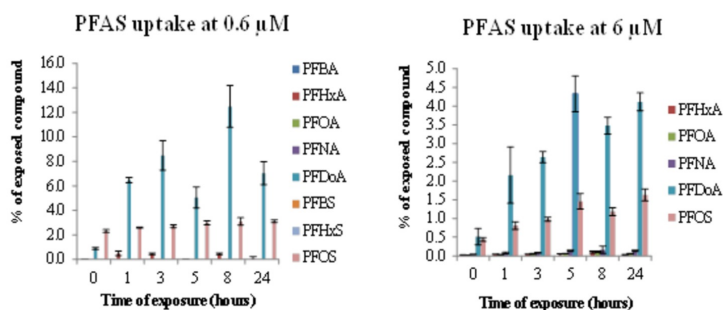 PFAS uptake at 0.6 µM
% of exposed compound
16.0
14.0
12.0
10.0
8.0
6.0
4.0
2.0
0.0
0 1 3 5 8 24
Time of exposure (hours)
PFBA
PFHxA
PFOA
PFNA
PFDoA
PFBS
PFHxS
PFOS
PFAS uptake at 6 µM
% of exposed compound
5.0
4.5
4.0
3.5
3.0
2.5
2.0
1.5
1.0
0.5
0.0
0 1 3 5 8 24
Time of exposure (hours)
PFHxA
PFOA
PFNA
PFDoA
PFOS